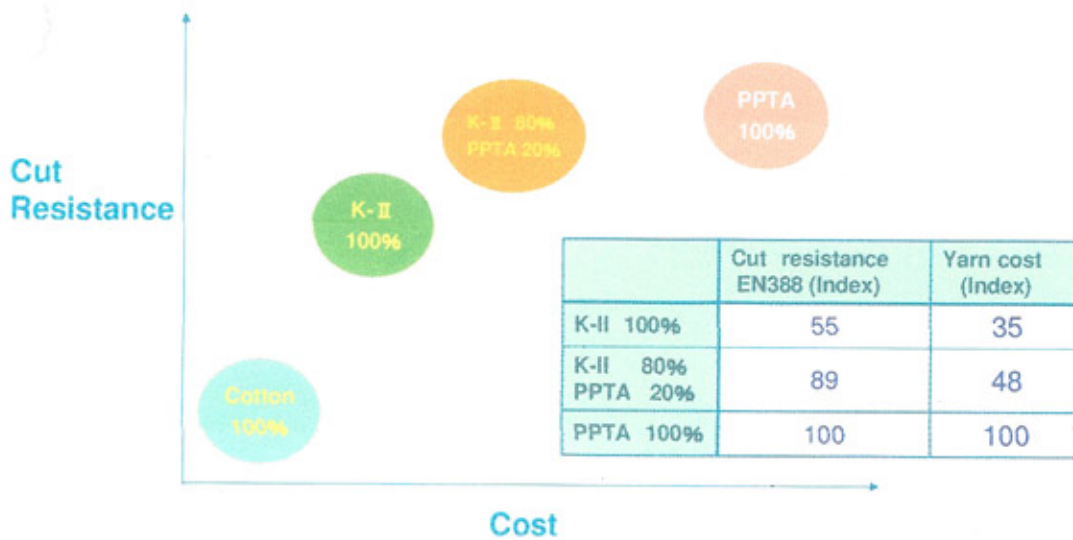 PPTA
100%
K-Ⅱ 80%
PPTA 20%
Cut
Resistance
K-Ⅱ
100%
Cotton
100%
Cost
Cut resistance
EN388 (Index)
Yarn cost
(Index)
K-II 100%
55
35
K-II 80%
PPTA 20%
89
48
PPTA 100%
100
100